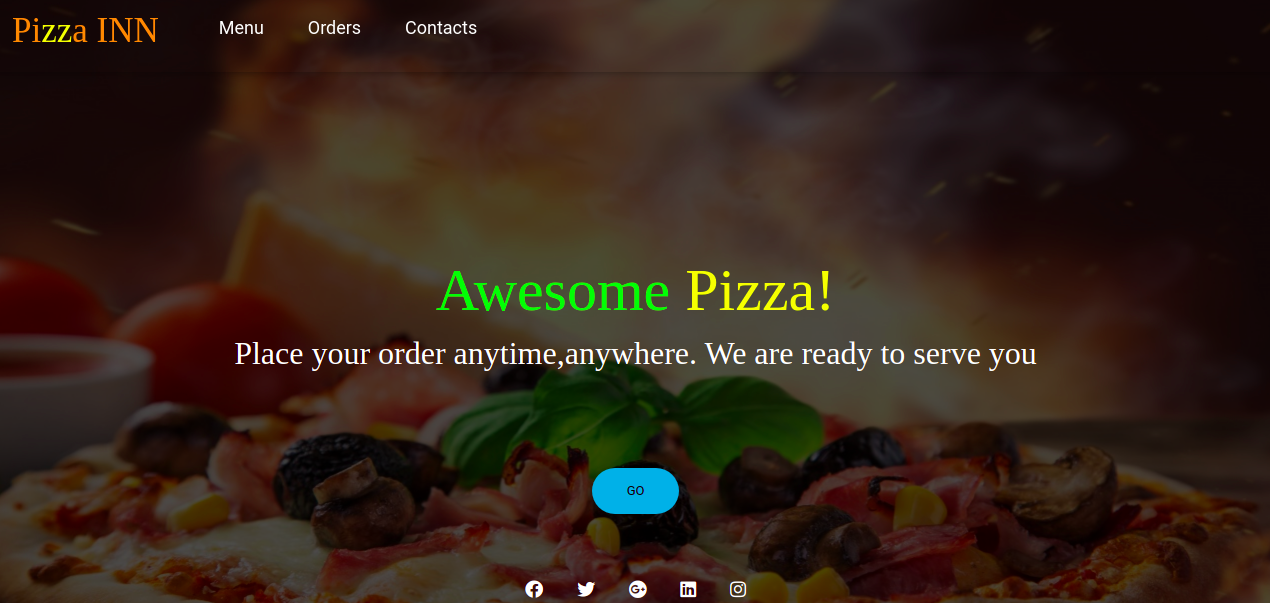 Pizza INN Menu Orders Contacts
Awesome Pizza!
Place your order anytime,anywhere. We are ready to serve you
GO